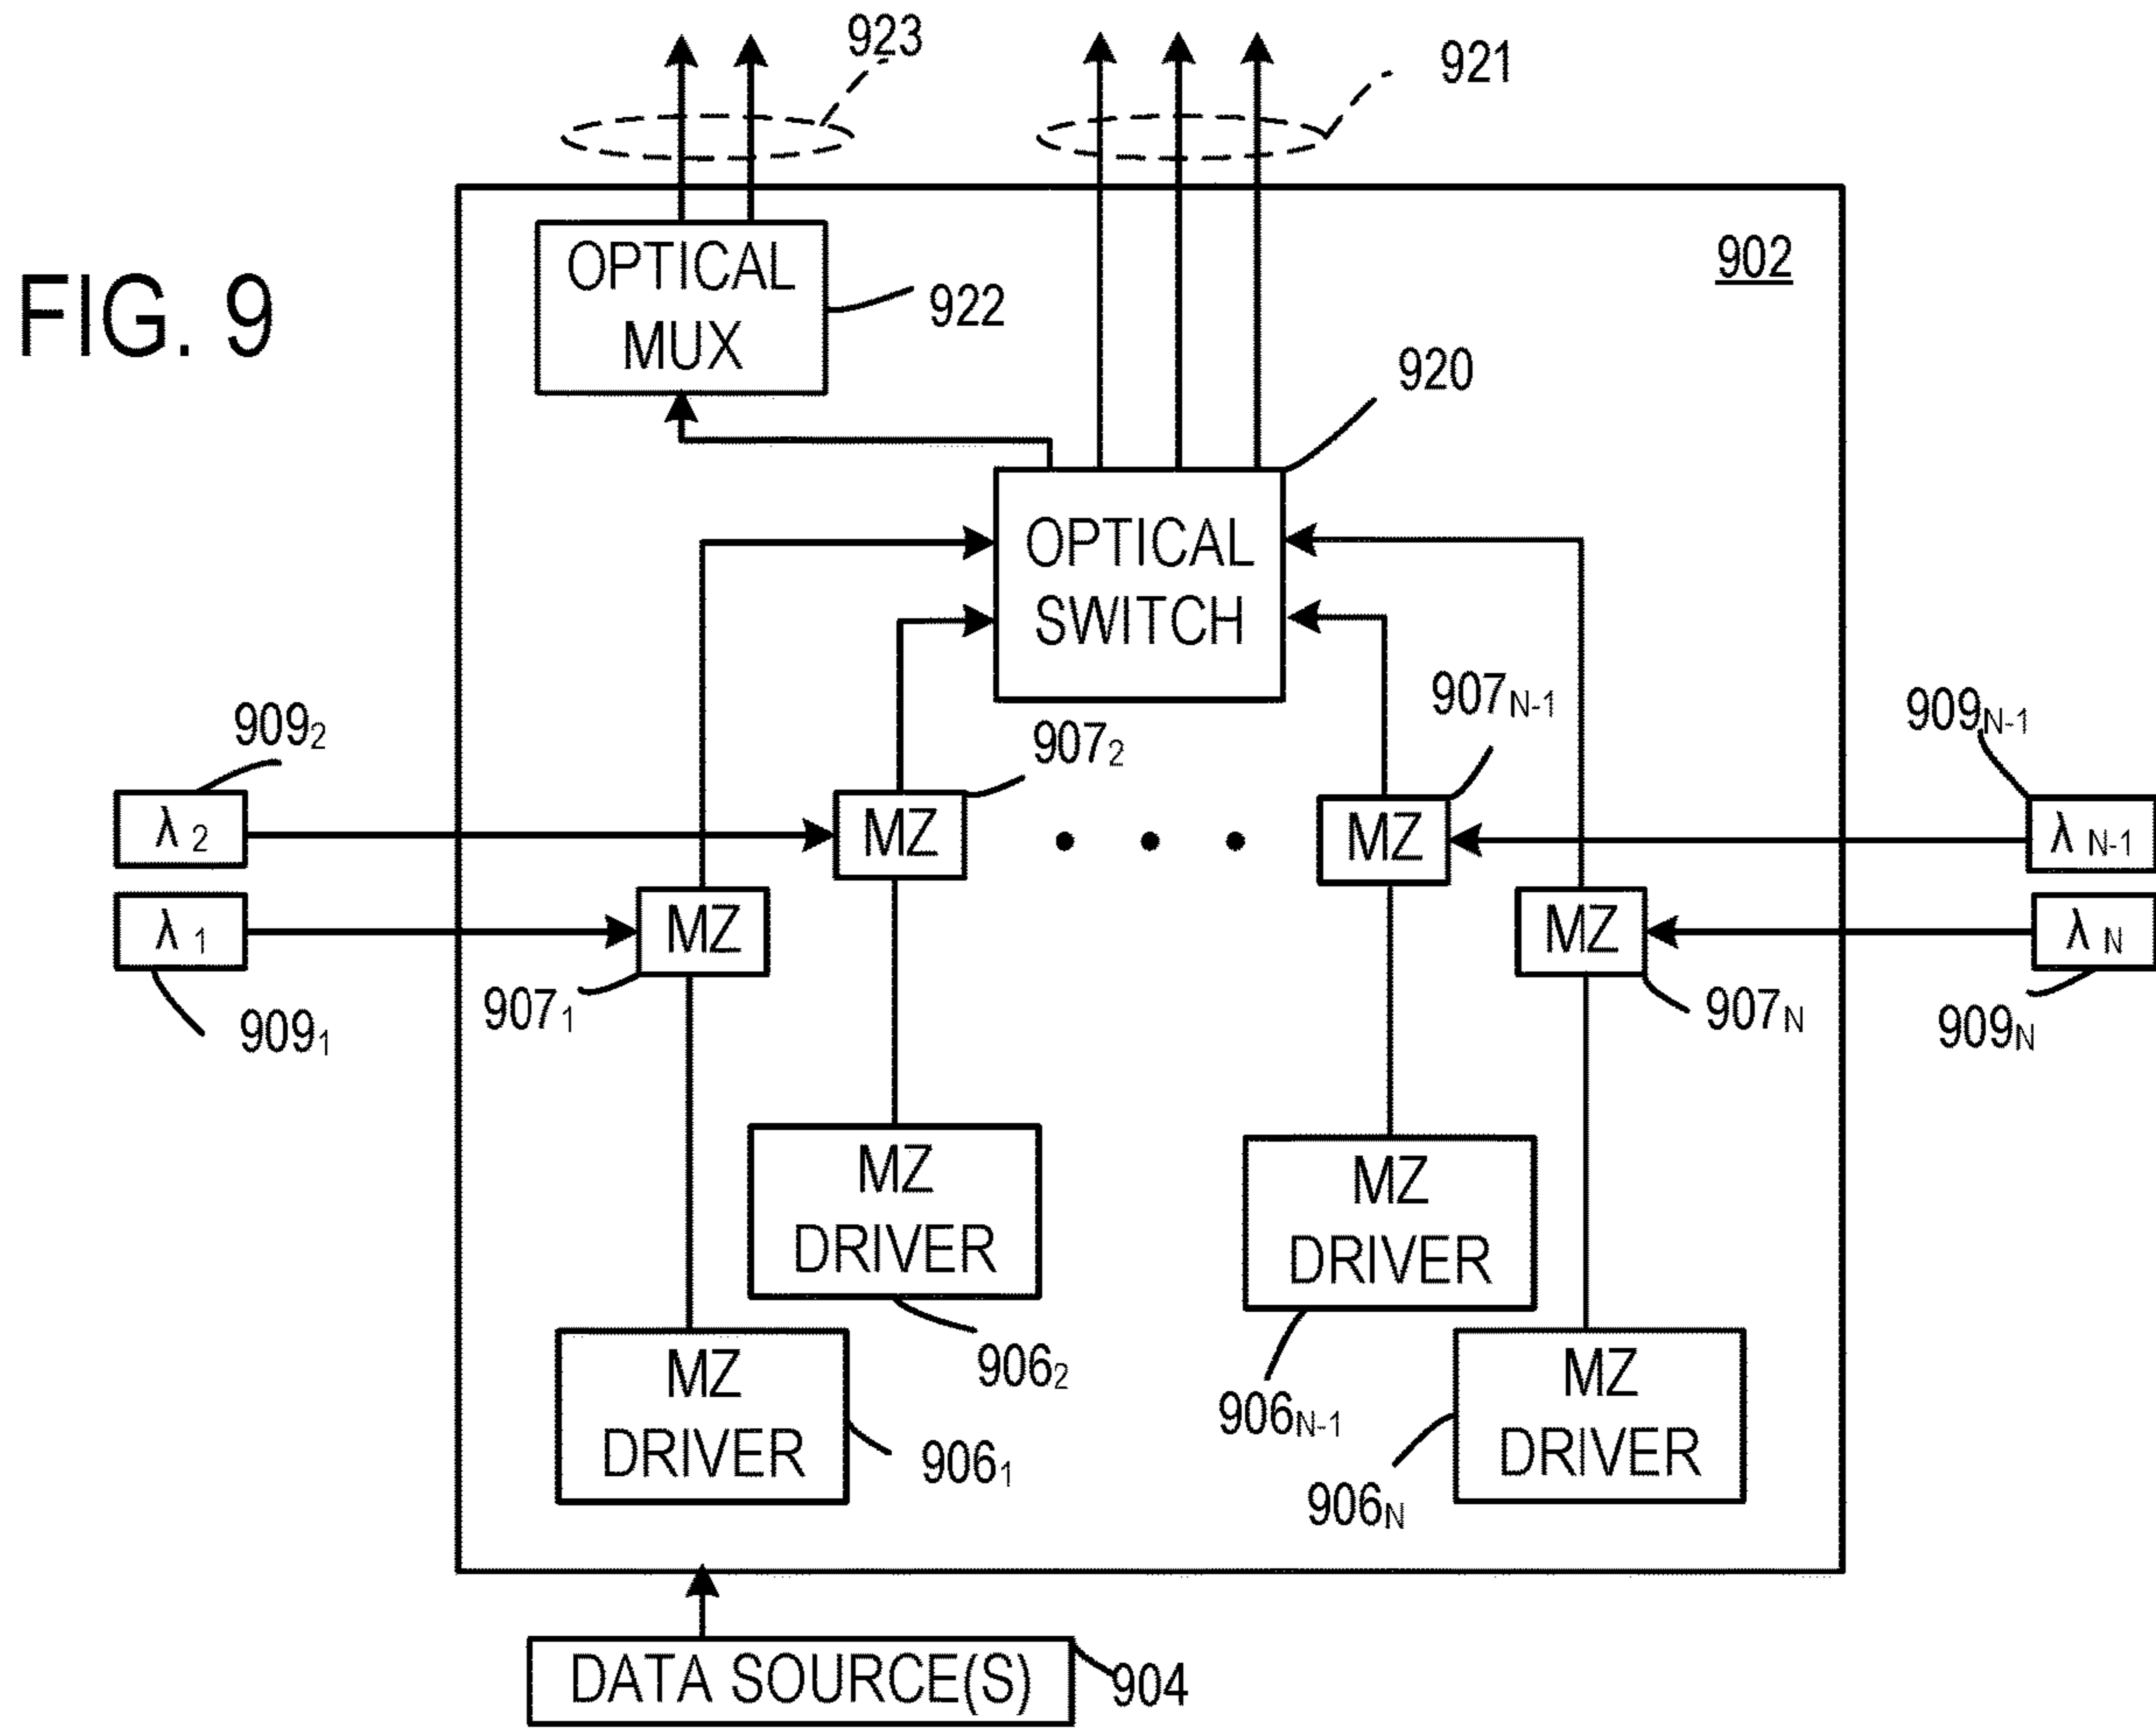 923
921
902
OPTICAL
MUX
922
FIG. 9
920
OPTICAL
SWITCH
907N-1
909₂
907₂
909N-1
λ 2
MZ
MZ
λ N-1
λ 1
MZ
MZ
λ N
907₁
907N
909₁
909N
MZ
DRIVER
MZ
DRIVER
906₂
906N-1
MZ
DRIVER
MZ
DRIVER
906₁
906N
DATA SOURCE(S)
904